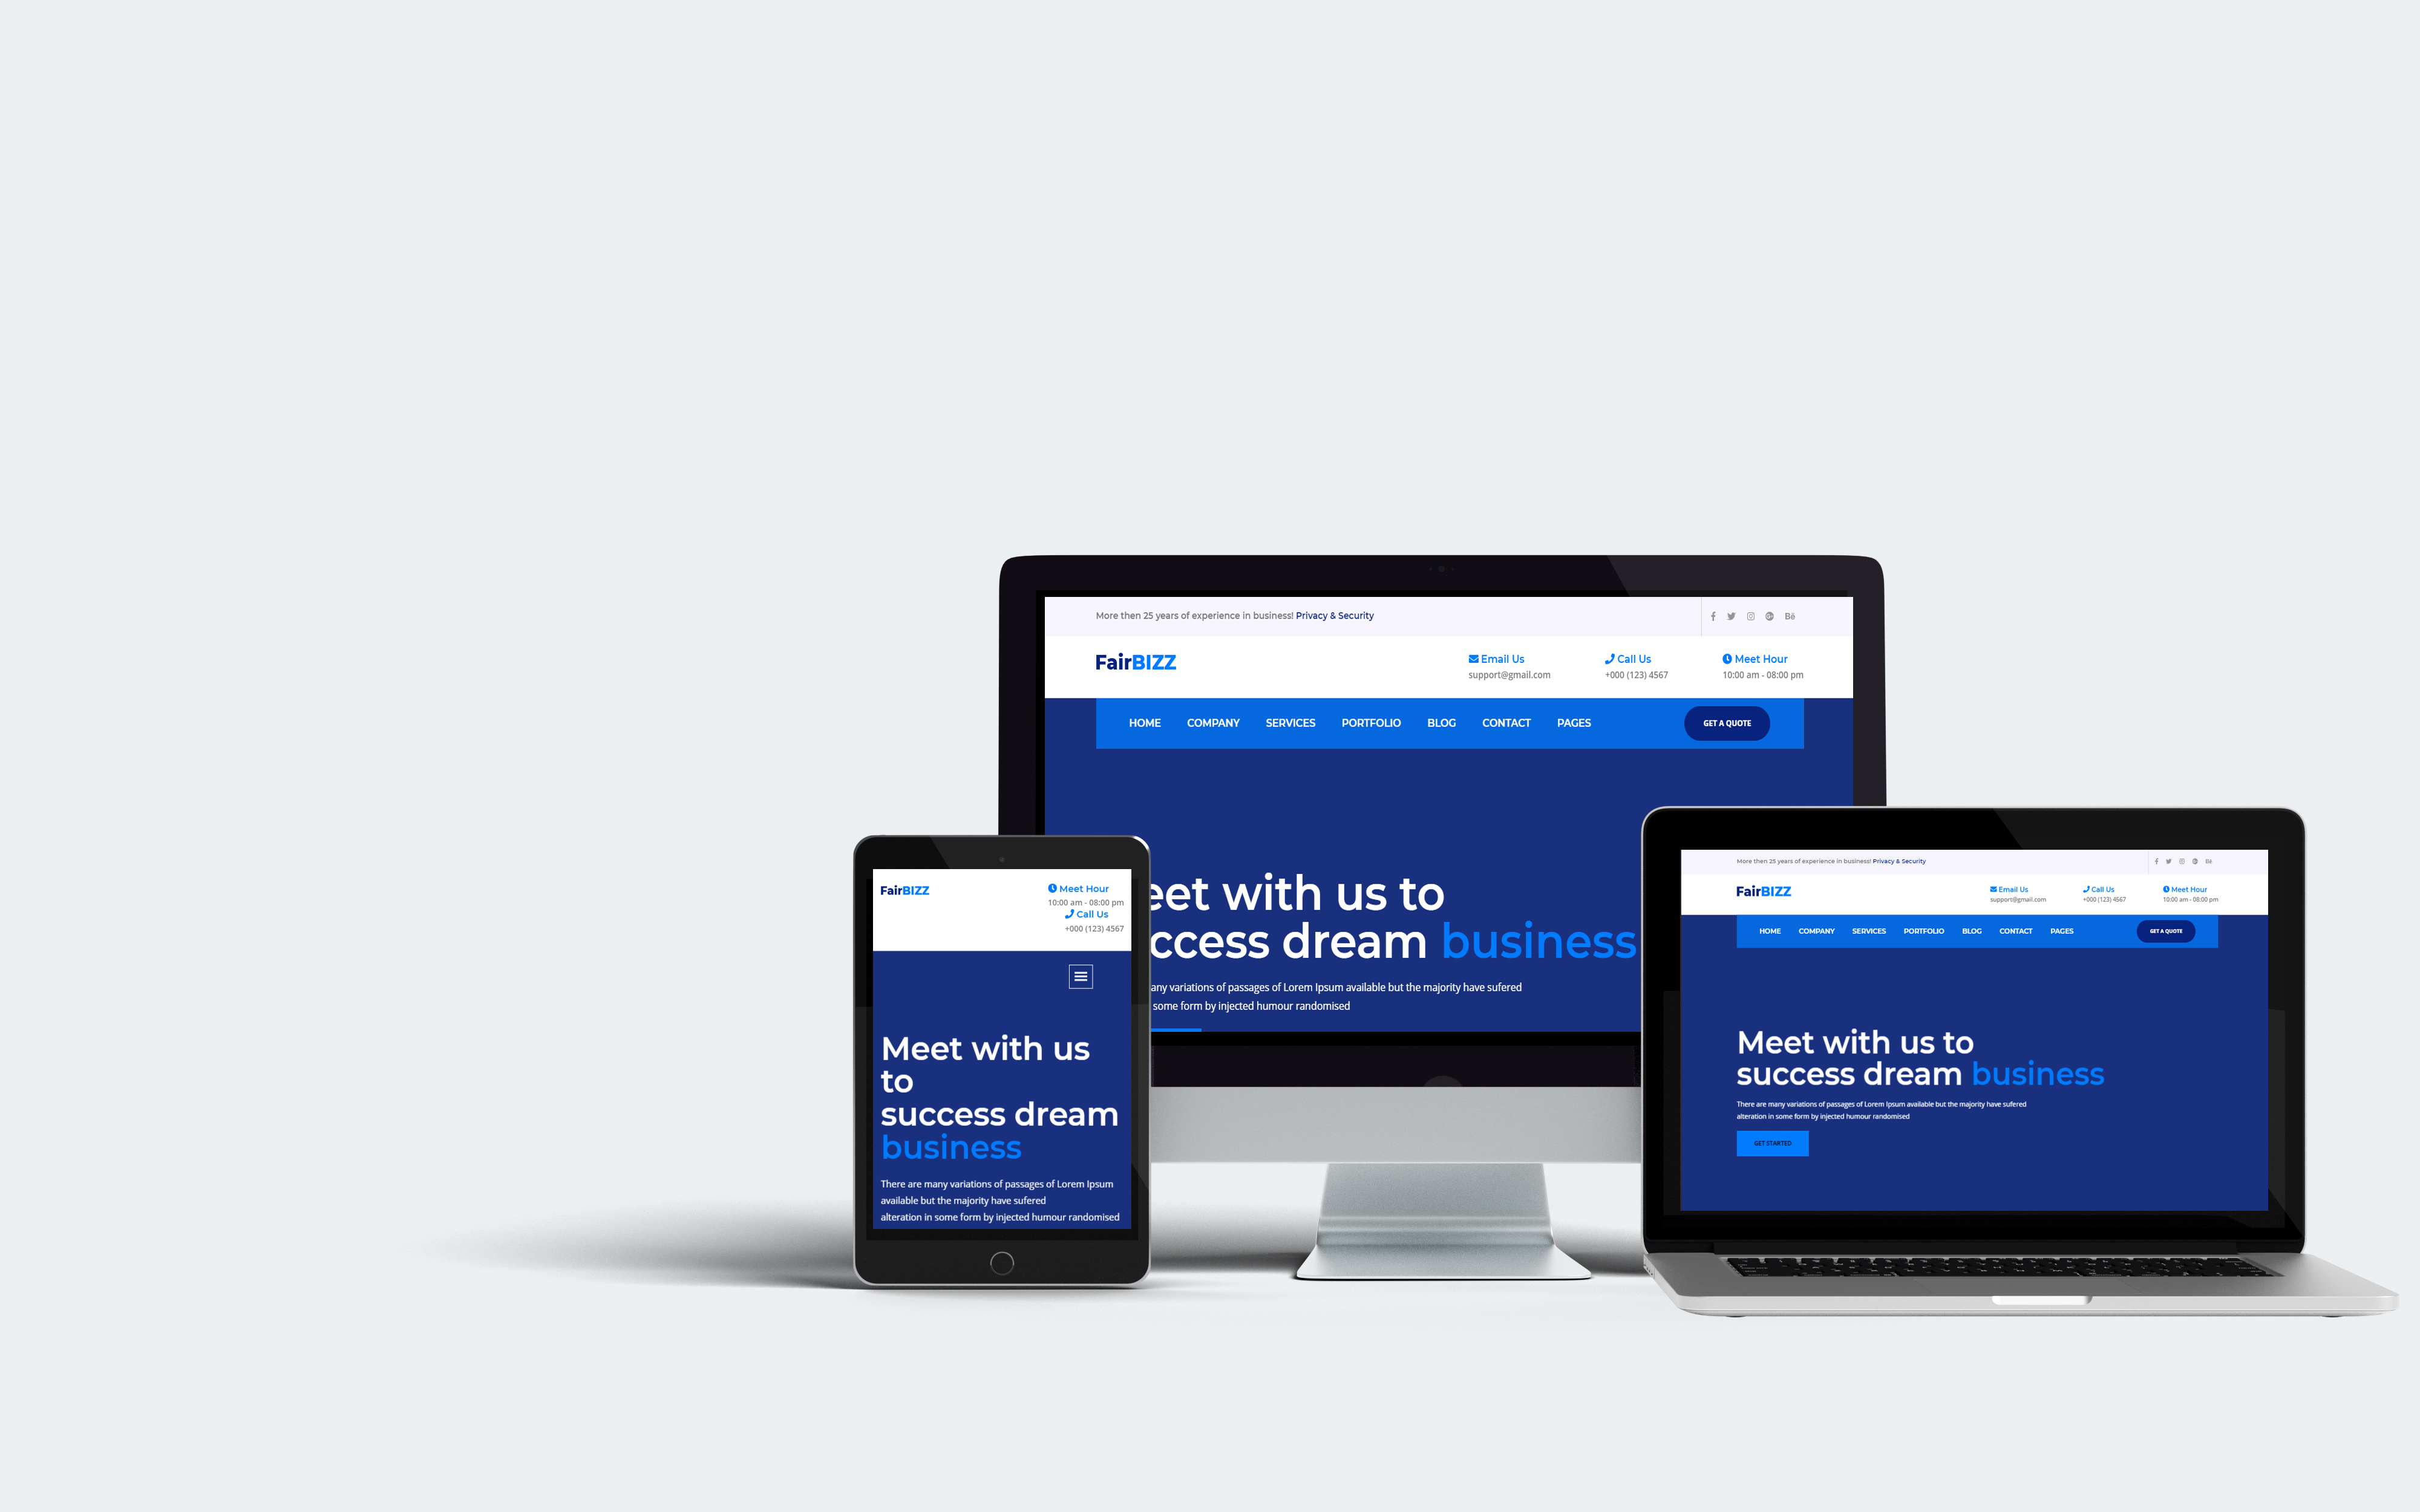 More then 25 years of experience in business! Privacy & Security
Bē
FairBIZZ
Email Us
Call Us
Meet Hour
support@gmail.com
+000 (123) 4567
10:00 am - 08:00 pm
HOME COMPANY SERVICES PORTFOLIO BLOG CONTACT PAGES
GET A QUOTE
eet with us to
ccess dream business
any variations of passages of Lorem Ipsum available but the majority have sufered
some form by injected humour randomised
FairBIZZ
Meet Hour
10:00 am - 08:00 pm
Call Us
+000 (123) 4567
Meet with us
to
success dream
business
There are many variations of passages of Lorem Ipsum
available but the majority have sufered
alteration in some form by injected humour randomised
More then 25 years of experience in business! Privacy & Security
Bē
FairBIZZ
Email Us
Call Us
Meet Hour
support@gmail.com
+000 (123) 4567
10:00 am - 08:00 pm
HOME COMPANY SERVICES PORTFOLIO BLOG CONTACT PAGES
GET A QUOTE
Meet with us to
success dream business
There are many variations of passages of Lorem Ipsum available but the majority have sufered
alteration in some form by injected humour randomised
GET STARTED